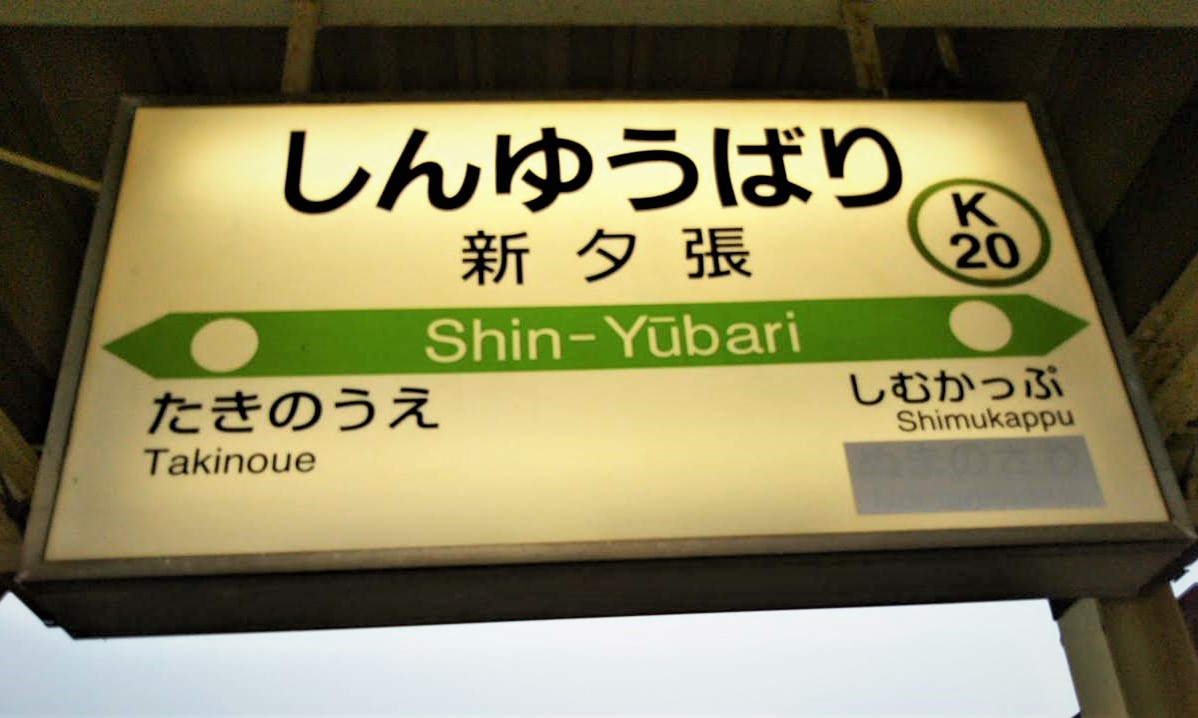 しんゆうばり
新夕張
K
20
Shin-Yūbari
たきのうえ
Takinoue
しむかっぷ
Shimukappu